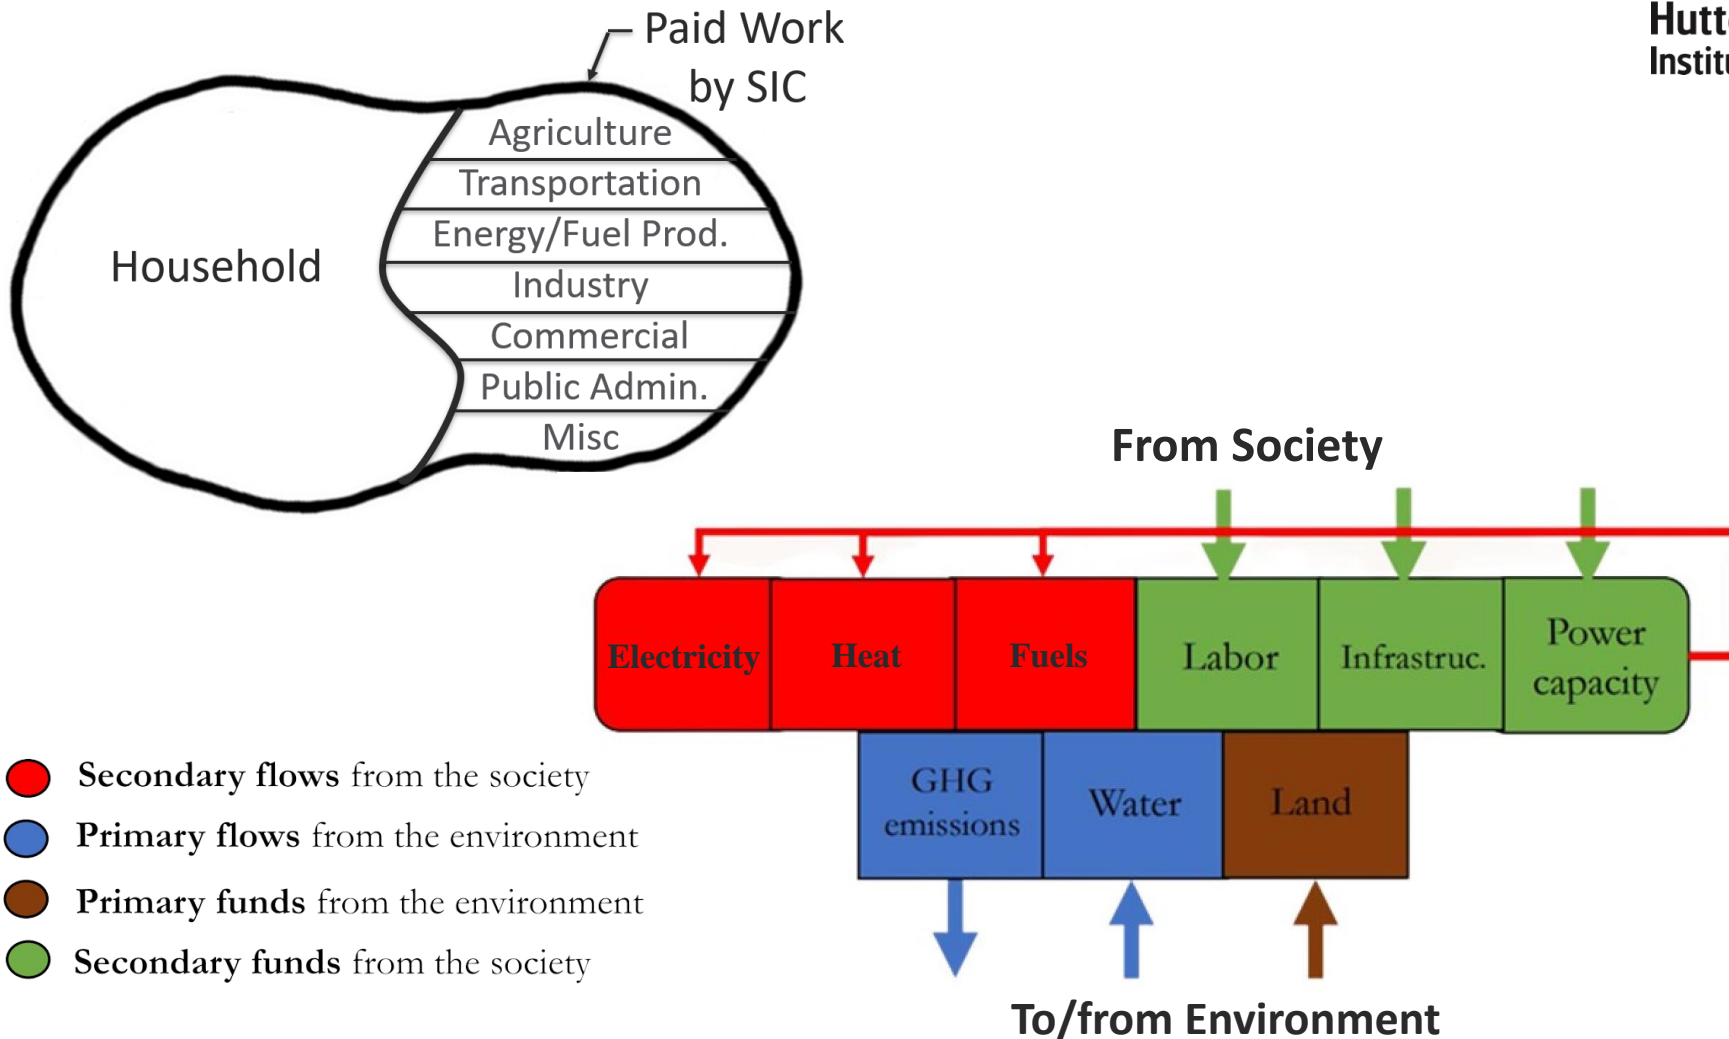 Paid Work
by SIC
Agriculture
Transportation
Energy/Fuel Prod.
Industry
Commercial
Public Admin.
Misc
Household
From Society
Electricity
Heat
Fuels
Labor
Infrastruc.
Power
capacity
GHG
emissions
Water
Land
Secondary flows from the society
Primary flows from the environment
Primary funds from the environment
Secondary funds from the society
To/from Environment